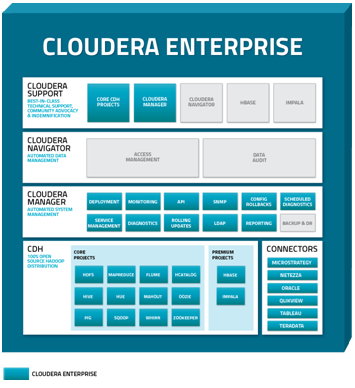 CLOUDERA ENTERPRISE
CLOUDERA
SUPPORT
BEST-IN-CLASS
TECHNICAL SUPPORT,
COMMUNITY ADVOCACY
& INDEMNIFICATION
CORE CDH
PROJECTS
CLOUDERA
MANAGER
CLOUDERA
NAVIGATOR
HBASE
IMPALA
CLOUDERA
NAVIGATOR
AUTOMATED DATA
MANAGEMENT
ACCESS
MANAGEMENT
DATA
AUDIT
CLOUDERA
MANAGER
AUTOMATED SYSTEM
MANAGEMENT
DEPLOYMENT
MONITORING
API
SNMP
CONFIG
ROLLBACKS
SCHEDULED
DIAGNOSTICS
SERVICE
MANAGEMENT
DIAGNOSTICS
ROLLING
UPDATES
LDAP
REPORTING
BACKUP & DR
CDH
100% OPEN
SOURCE HADOOP
DISTRIBUTION
CORE
PROJECTS
HDFS
MAPREDUCE
FLUME
HCATALOG
HIVE
HUE
MAHOUT
OOZIE
PIG
SQOOP
WHIRR
ZOOKEEPER
PREMIUM
PROJECTS
HBASE
IMPALA
CONNECTORS
MICROSTRATEGY
NETEZZA
ORACLE
QLIKVIEW
TABLEAU
TERADATA
CLOUDERA ENTERPRISE